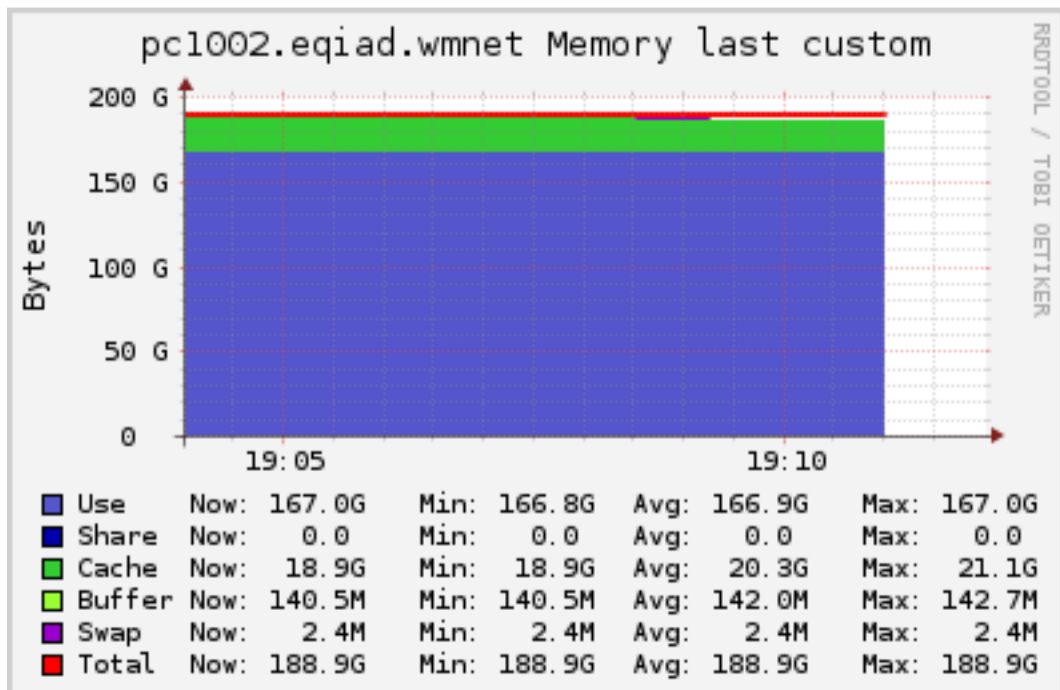 pc1002.eqiad.wmnet Memory last custom
RRDTOOL / TOBI OETIKER
Bytes
200 G
150 G
100 G
50 G
0
19:05 19:10
Use Now: 167.0G Min: 166.8G Avg: 166.9G Max: 167.0G
Share Now: 0.0 Min: 0.0 Avg: 0.0 Max: 0.0
Cache Now: 18.9G Min: 18.9G Avg: 20.3G Max: 21.1G
Buffer Now: 140.5M Min: 140.5M Avg: 142.0M Max: 142.7M
Swap Now: 2.4M Min: 2.4M Avg: 2.4M Max: 2.4M
Total Now: 188.9G Min: 188.9G Avg: 188.9G Max: 188.9G